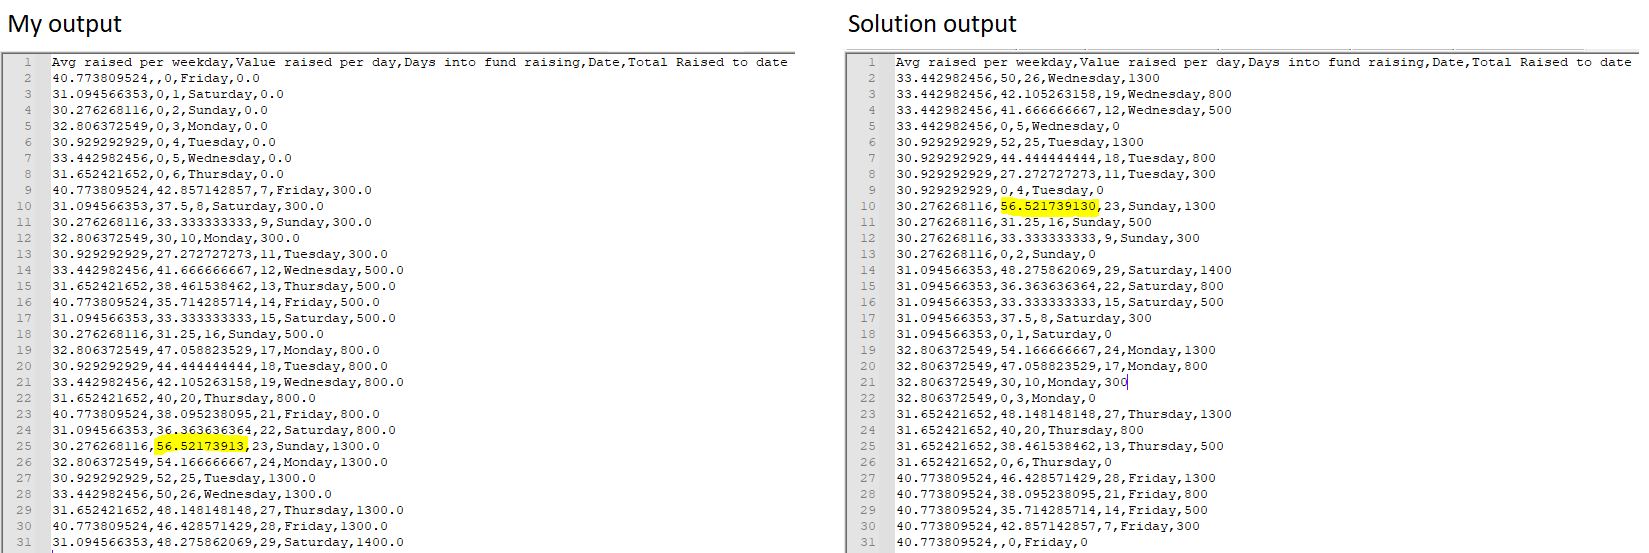 My output
1 Avg raised per weekday,Value raised per day,Days into fund raising,Date,Total Raised to date
2 40.773809524,,0,Friday,0.0
3 31.094566353,0,1,Saturday,0.0
4 30.276268116,0,2,Sunday,0.0
5 32.806372549,0,3,Monday,0.0
6 30.929292929,0,4,Tuesday,0.0
7 33.442982456,0,5,Wednesday,0.0
8 31.652421652,0,6,Thursday,0.0
9 40.773809524,42.857142857,7,Friday,300.0
10 31.094566353,37.5,8,Saturday,300.0
11 30.276268116,33.333333333,9,Sunday,300.0
12 32.806372549,30,10,Monday,300.0
13 30.929292929,27.272727273,11,Tuesday,300.0
14 33.442982456,41.666666667,12,Wednesday,500.0
15 31.652421652,38.461538462,13,Thursday,500.0
16 40.773809524,35.714285714,14,Friday,500.0
17 31.094566353,33.333333333,15,Saturday,500.0
18 30.276268116,31.25,16,Sunday,500.0
19 32.806372549,47.058823529,17,Monday,800.0
20 30.929292929,44.444444444,18,Tuesday,800.0
21 33.442982456,42.105263158,19,Wednesday,800.0
22 31.652421652,40,20,Thursday,800.0
23 40.773809524,38.095238095,21,Friday,800.0
24 31.094566353,36.363636364,22,Saturday,800.0
25 30.276268116,56.52173913,23,Sunday,1300.0
26 32.806372549,54.166666667,24,Monday,1300.0
27 30.929292929,52,25,Tuesday,1300.0
28 33.442982456,50,26,Wednesday,1300.0
29 31.652421652,48.148148148,27,Thursday,1300.0
30 40.773809524,46.428571429,28,Friday,1300.0
31 31.094566353,48.275862069,29,Saturday,1400.0
Solution output
1 Avg raised per weekday,Value raised per day,Days into fund raising,Date,Total Raised to date
2 33.442982456,50,26,Wednesday,1300
3 33.442982456,42.105263158,19,Wednesday,800
4 33.442982456,41.666666667,12,Wednesday,500
5 33.442982456,0,5,Wednesday,0
6 30.929292929,52,25,Tuesday,1300
7 30.929292929,44.444444444,18,Tuesday,800
8 30.929292929,27.272727273,11,Tuesday,300
9 30.929292929,0,4,Tuesday,0
10 30.276268116,56.521739130,23,Sunday,1300
11 30.276268116,31.25,16,Sunday,500
12 30.276268116,33.333333333,9,Sunday,300
13 30.276268116,0,2,Sunday,0
14 31.094566353,48.275862069,29,Saturday,1400
15 31.094566353,36.363636364,22,Saturday,800
16 31.094566353,33.333333333,15,Saturday,500
17 31.094566353,37.5,8,Saturday,300
18 31.094566353,0,1,Saturday,0
19 32.806372549,54.166666667,24,Monday,1300
20 32.806372549,47.058823529,17,Monday,800
21 32.806372549,30,10,Monday,300
22 32.806372549,0,3,Monday,0
23 31.652421652,48.148148148,27,Thursday,1300
24 31.652421652,40,20,Thursday,800
25 31.652421652,38.461538462,13,Thursday,500
26 31.652421652,0,6,Thursday,0
27 40.773809524,46.428571429,28,Friday,1300
28 40.773809524,38.095238095,21,Friday,800
29 40.773809524,35.714285714,14,Friday,500
30 40.773809524,42.857142857,7,Friday,300
31 40.773809524,,0,Friday,0